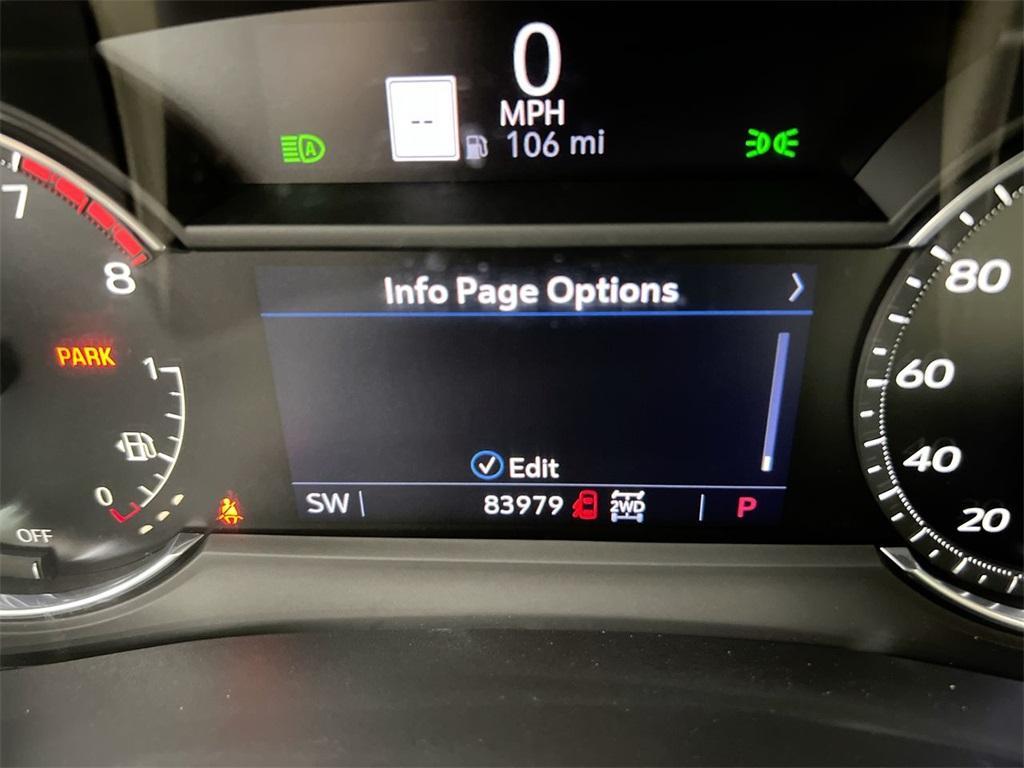 0
MPH
A
--
106 mi
7
8
Info Page Options
80
PARK
1
60
Edit
40
0
SW
83979
2WD
P
20
OFF